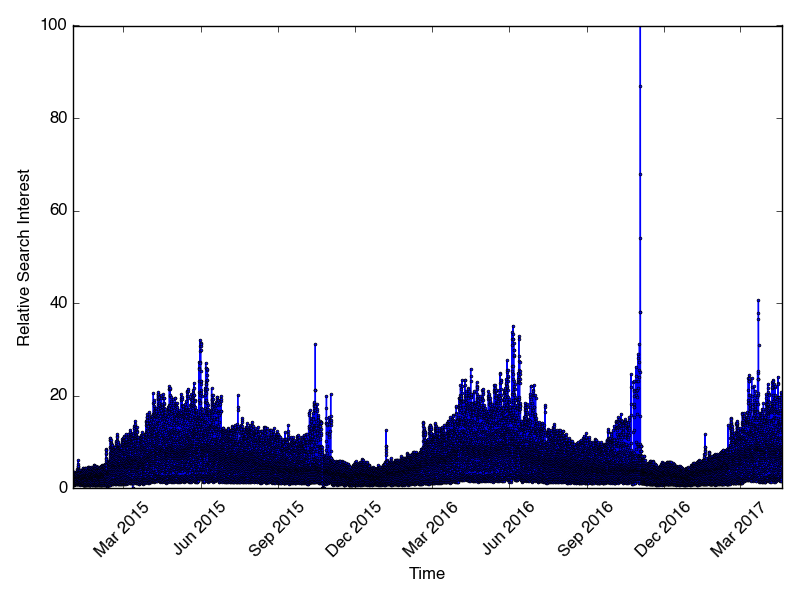 100
80
60
40
20
0
Relative Search Interest
Mar 2015
Jun 2015
Sep 2015
Dec 2015
Mar 2016
Jun 2016
Sep 2016
Dec 2016
Mar 2017
Time